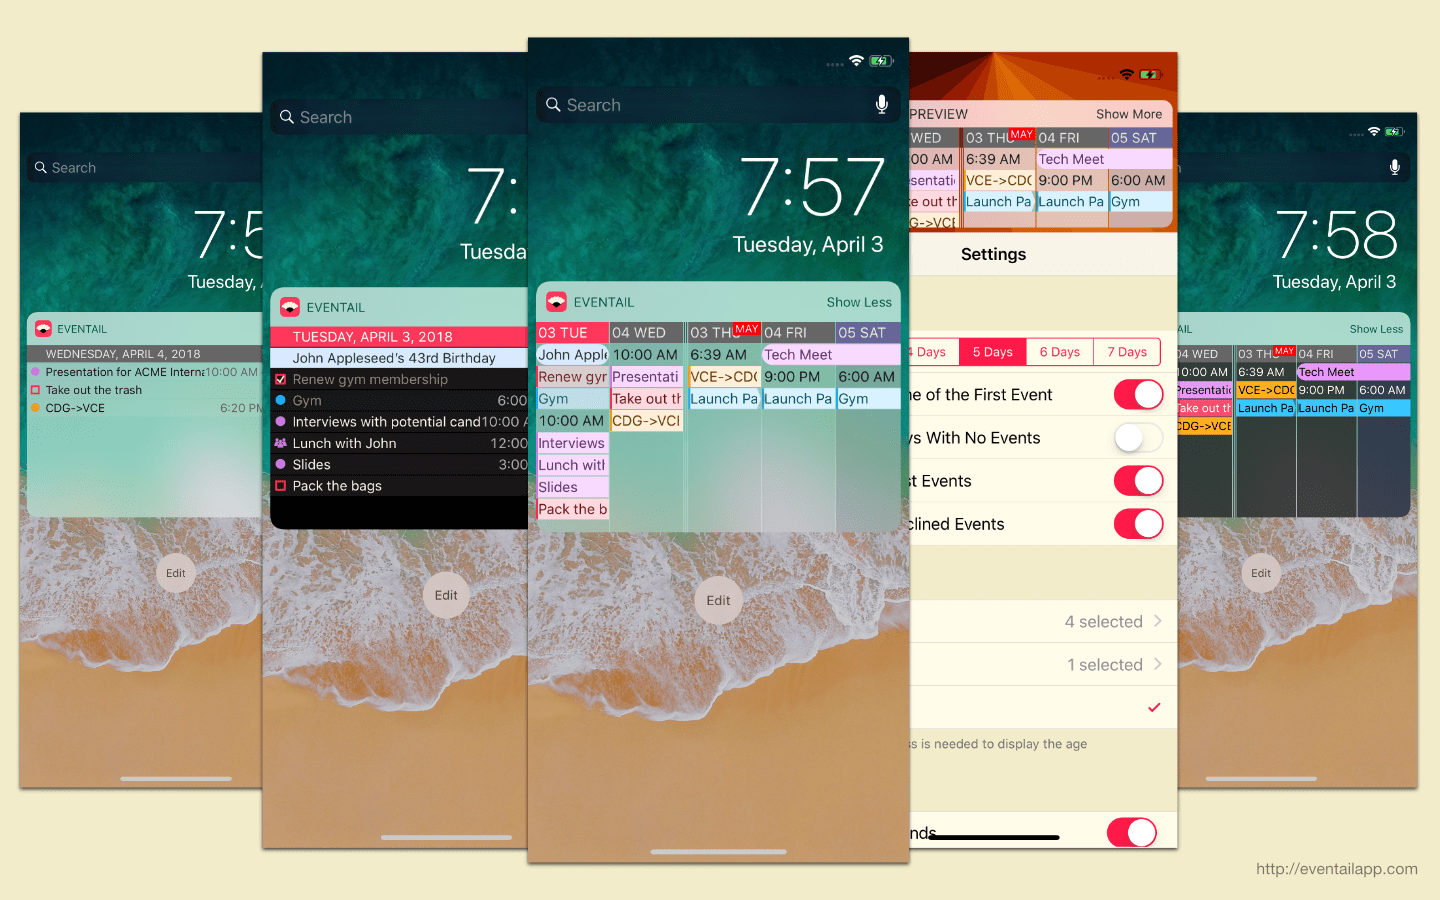 Search
7:5
Tuesday,
EVENTAIL
WEDNESDAY, APRIL 4, 2018
Presentation for ACME Interna 10:00 AM
Take out the trash
CDG->VCE 6:20 PM
Edit
Search
7:
Tuesda
EVENTAIL
TUESDAY, APRIL 3, 2018
John Appleseed's 43rd Birthday
Renew gym membership
Gym 6:00
Interviews with potential cand 10:00
Lunch with John 12:00
Slides 3:00
Pack the bags
Edit
Search
7:57
Tuesday, April 3
EVENTAIL Show Less
03 TUE 04 WED 03 THU MAY 04 FRI 05 SAT
John Apple 10:00 AM 6:39 AM Tech Meet
Renew gyr Presentati VCE->CDG 9:00 PM 6:00 AM
Gym Take out th Launch Pa Launch Pa Gym
10:00 AM CDG->VCI
Interviews
Lunch with
Slides
Pack the b
Edit
PREVIEW Show More
WED 03 THU MAY 04 FRI 05 SAT
00 AM 6:39 AM Tech Meet
sentati VCE->CDG 9:00 PM 6:00 AM
ke out th Launch Pa Launch Pa Gym
G->VCE
Settings
4 Days 5 Days 6 Days 7 Days
ne of the First Event
ys With No Events
st Events
clined Events
4 selected
1 selected
ss is needed to display the age
nds
7:58
Tuesday, April 3
AIL Show Less
04 WED 03 THU MAY 04 FRI 05 SAT
10:00 AM 6:39 AM Tech Meet
Presentati VCE->CDG 9:00 PM 6:00 AM
Take out th Launch Pa Launch Pa Gym
CDG->VCE
Edit
http://eventailapp.com